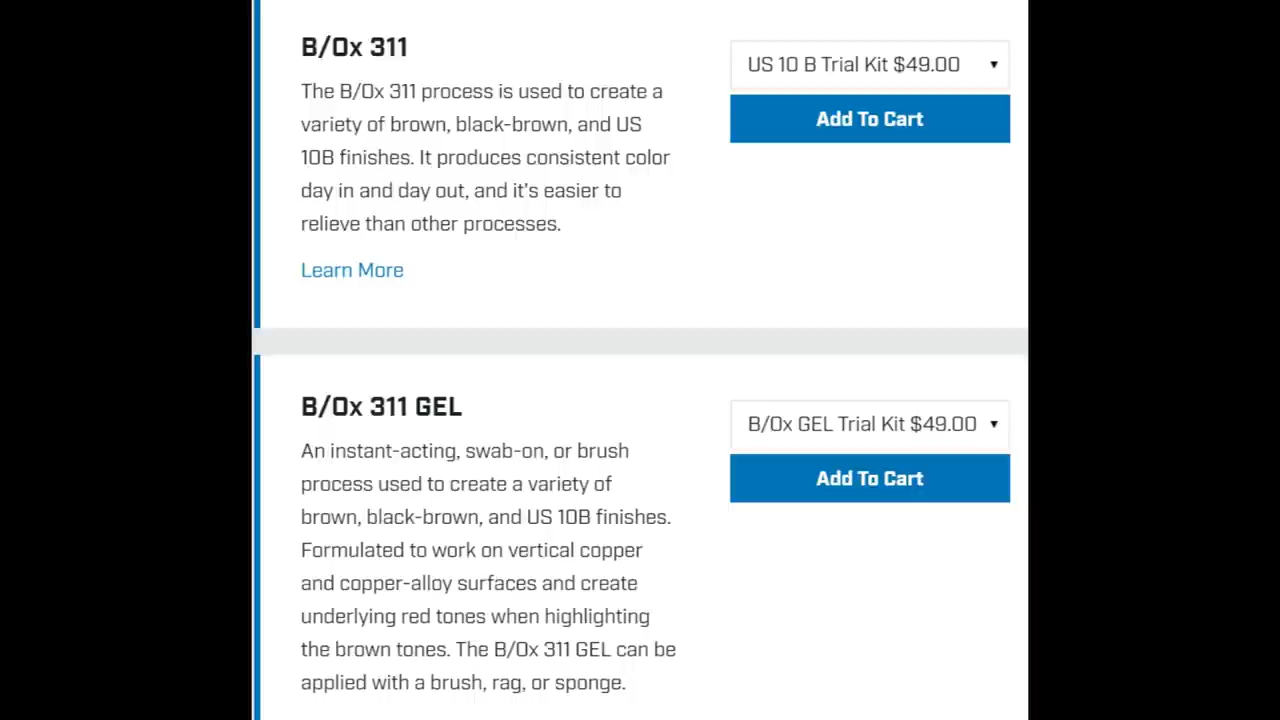 B/Ox 311
US 10 B Trial Kit $49.00
Add To Cart
The B/Ox 311 process is used to create a
variety of brown, black-brown, and US
10B finishes. It produces consistent color
day in and day out, and it's easier to
relieve than other processes.
Learn More
B/Ox 311 GEL
B/Ox GEL Trial Kit $49.00
Add To Cart
An instant-acting, swab-on, or brush
process used to create a variety of
brown, black-brown, and US 10B finishes.
Formulated to work on vertical copper
and copper-alloy surfaces and create
underlying red tones when highlighting
the brown tones. The B/Ox 311 GEL can be
applied with a brush, rag, or sponge.